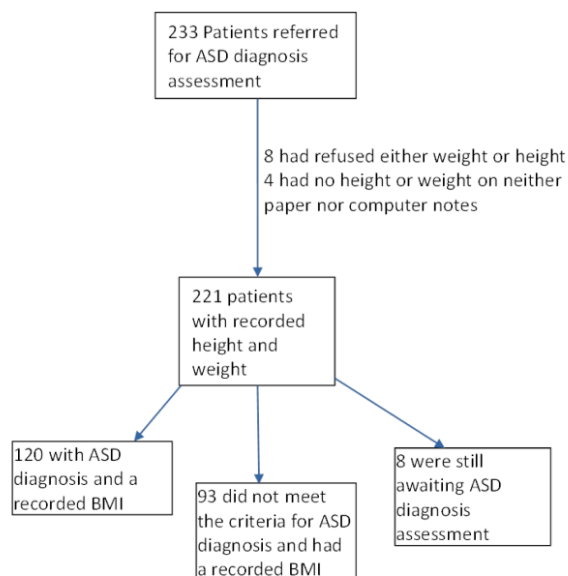 233 Patients referred
for ASD diagnosis
assessment
8 had refused either weight or height
4 had no height or weight on neither
paper nor computer notes
221 patients
with recorded
height and
weight
120 with ASD
diagnosis and a
recorded BMI
93 did not meet
the criteria for ASD
diagnosis and had
a recorded BMI
8 were still
awaiting ASD
diagnosis
assessment